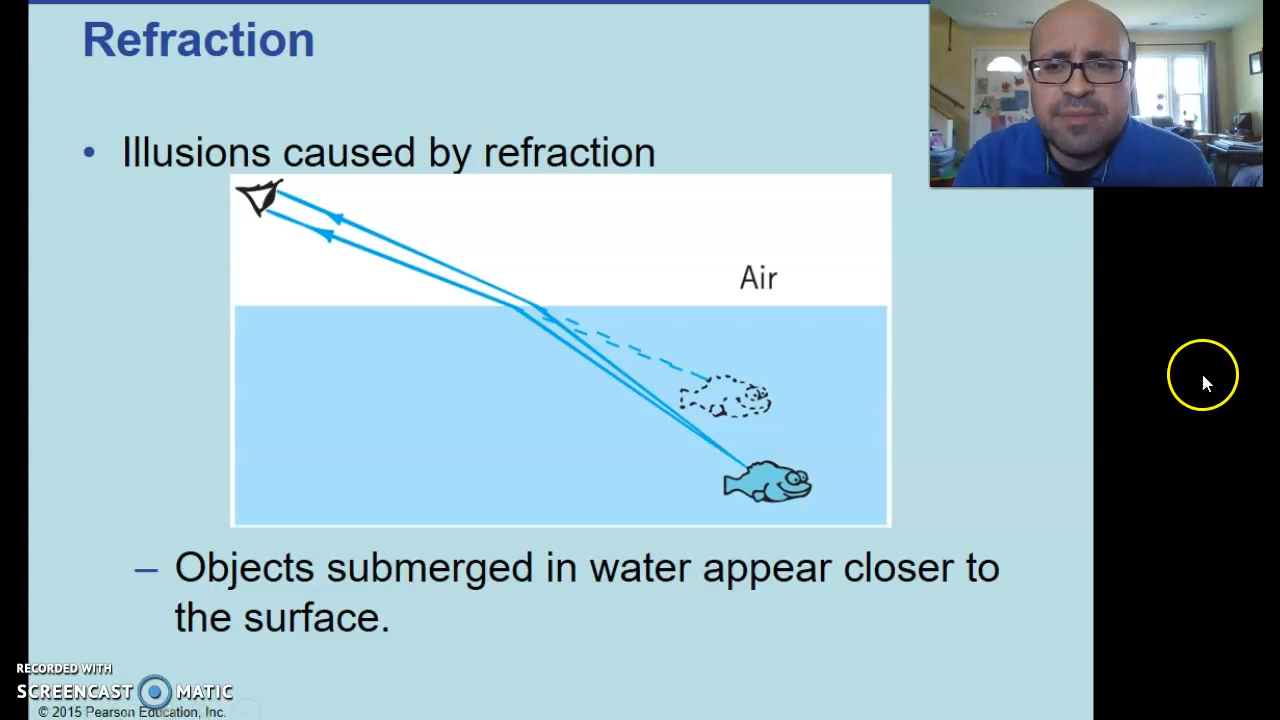 Refraction
• Illusions caused by refraction
Air
– Objects submerged in water appear closer to
the surface.
RECORDED WITH
SCREENCAST MATIC
© 2015 Pearson Education, Inc.